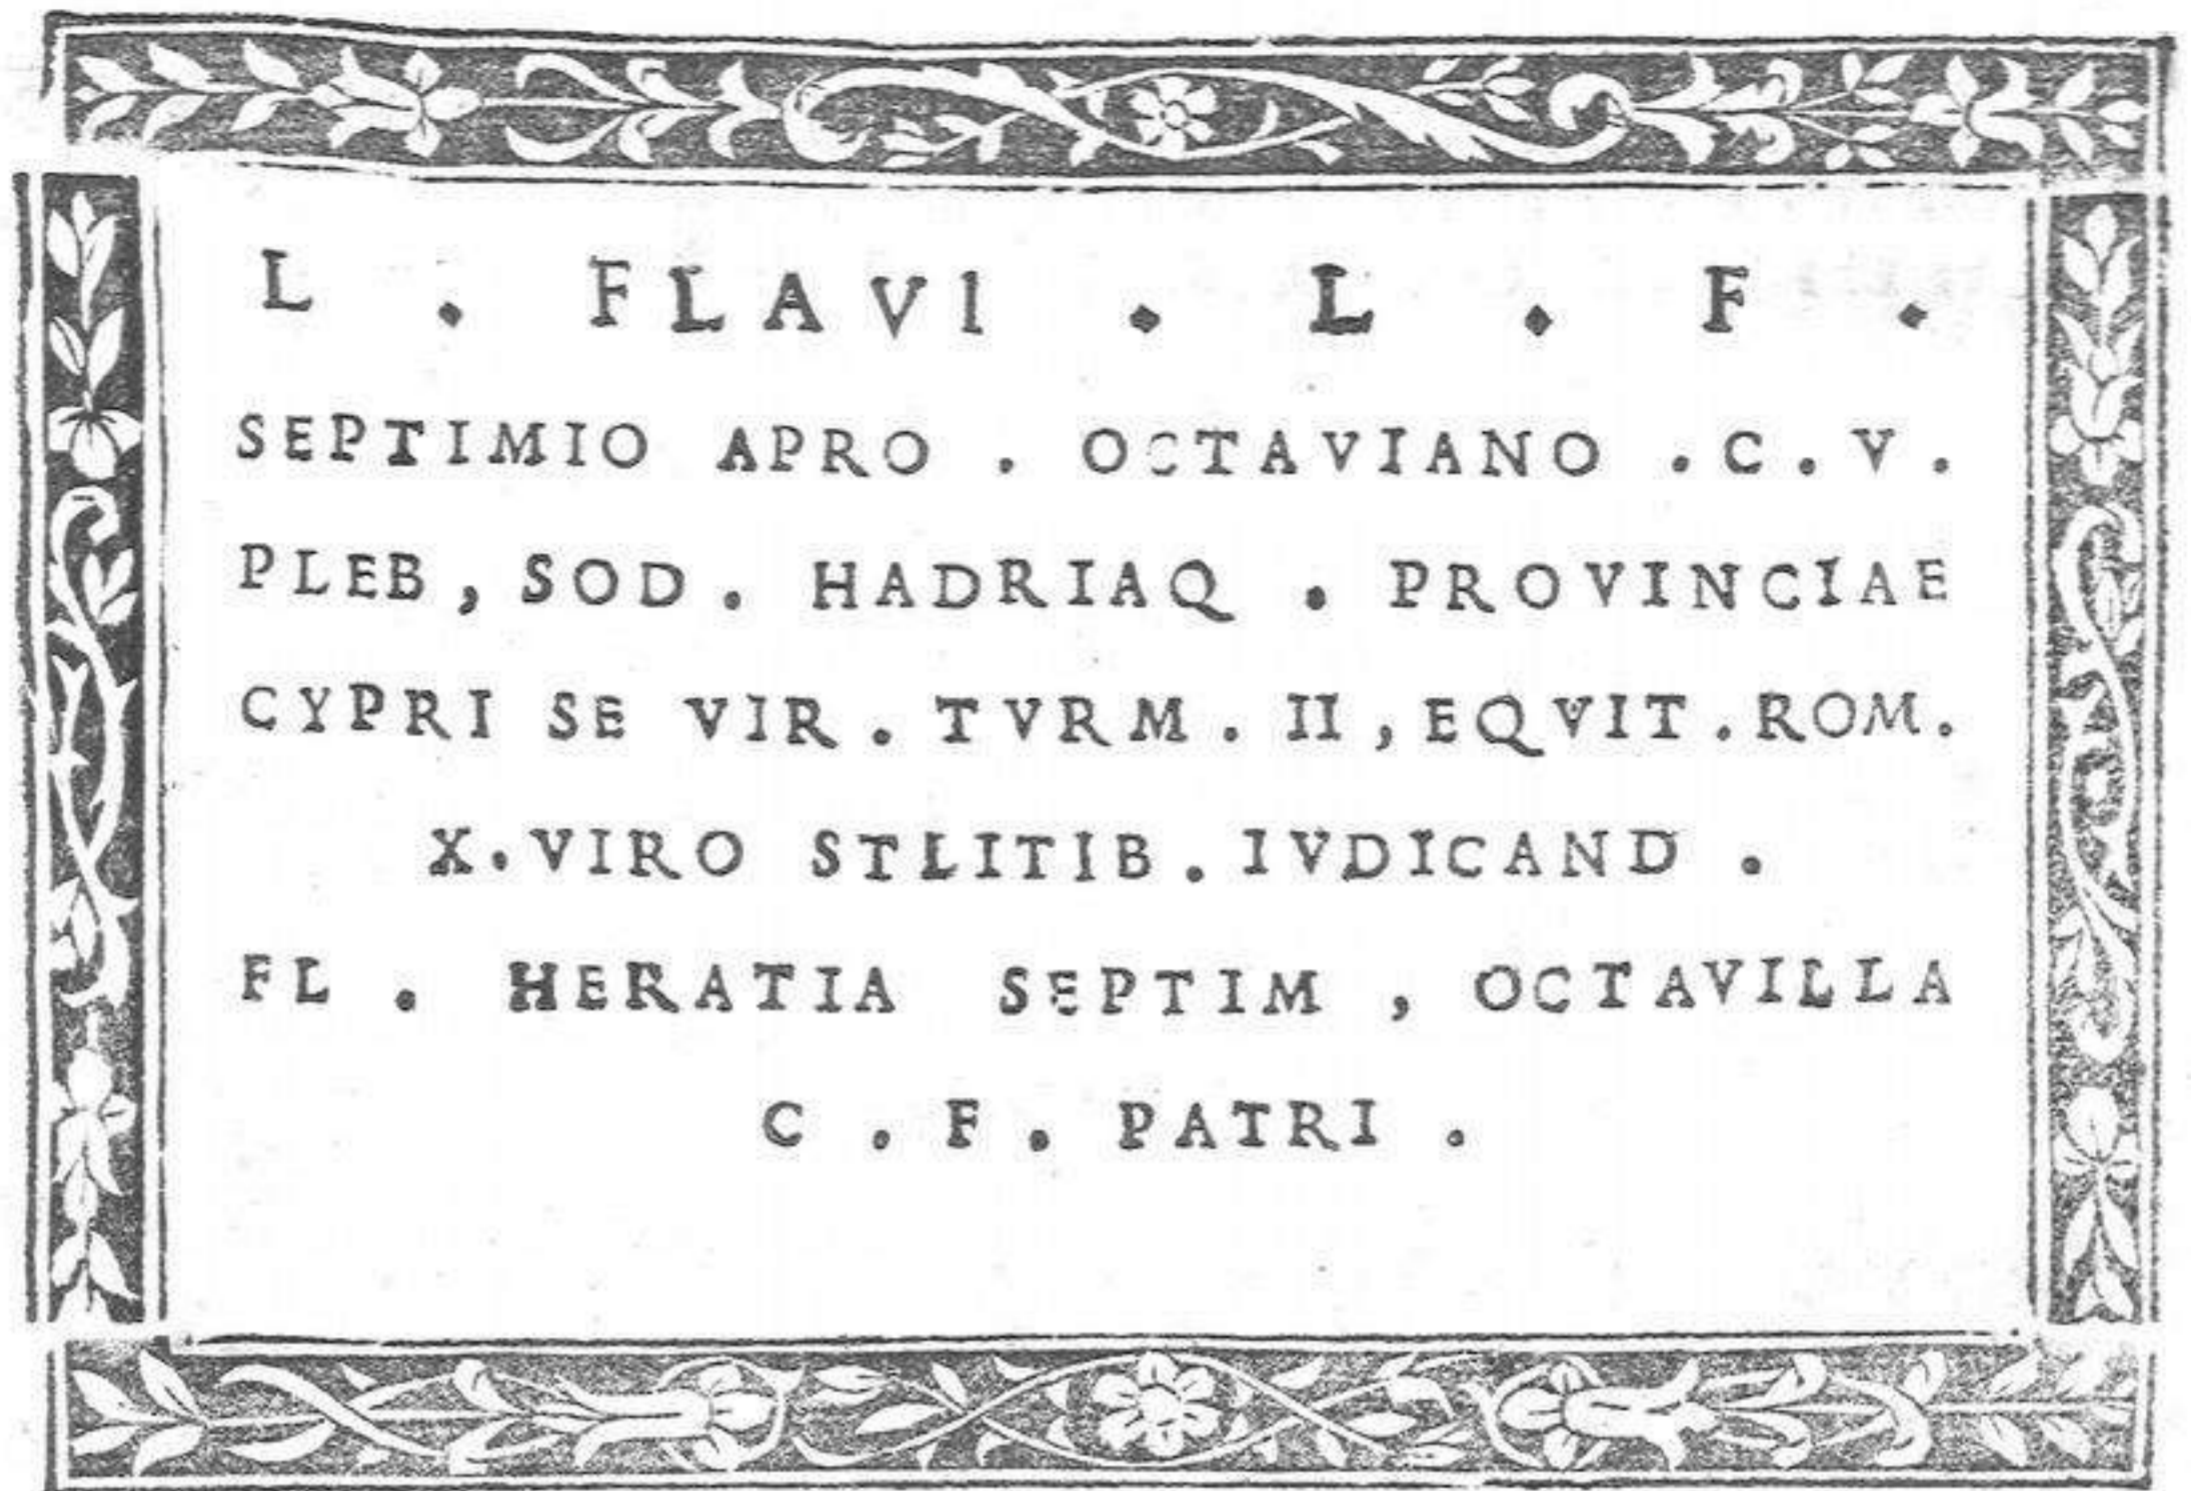 L . FLAVI . L . F .
SEPTIMIO APRO . OCTAVIANO . C . V .
PLEB, SOD . HADRIAQ . PROVINCIAE
CYPRI SE VIR . TVRM . II, EQVIT . ROM .
X . VIRO STLITIB . IVDICAND .
FL . HERATIA SEPTIM, OCTAVILLA
C . F . PATRI .